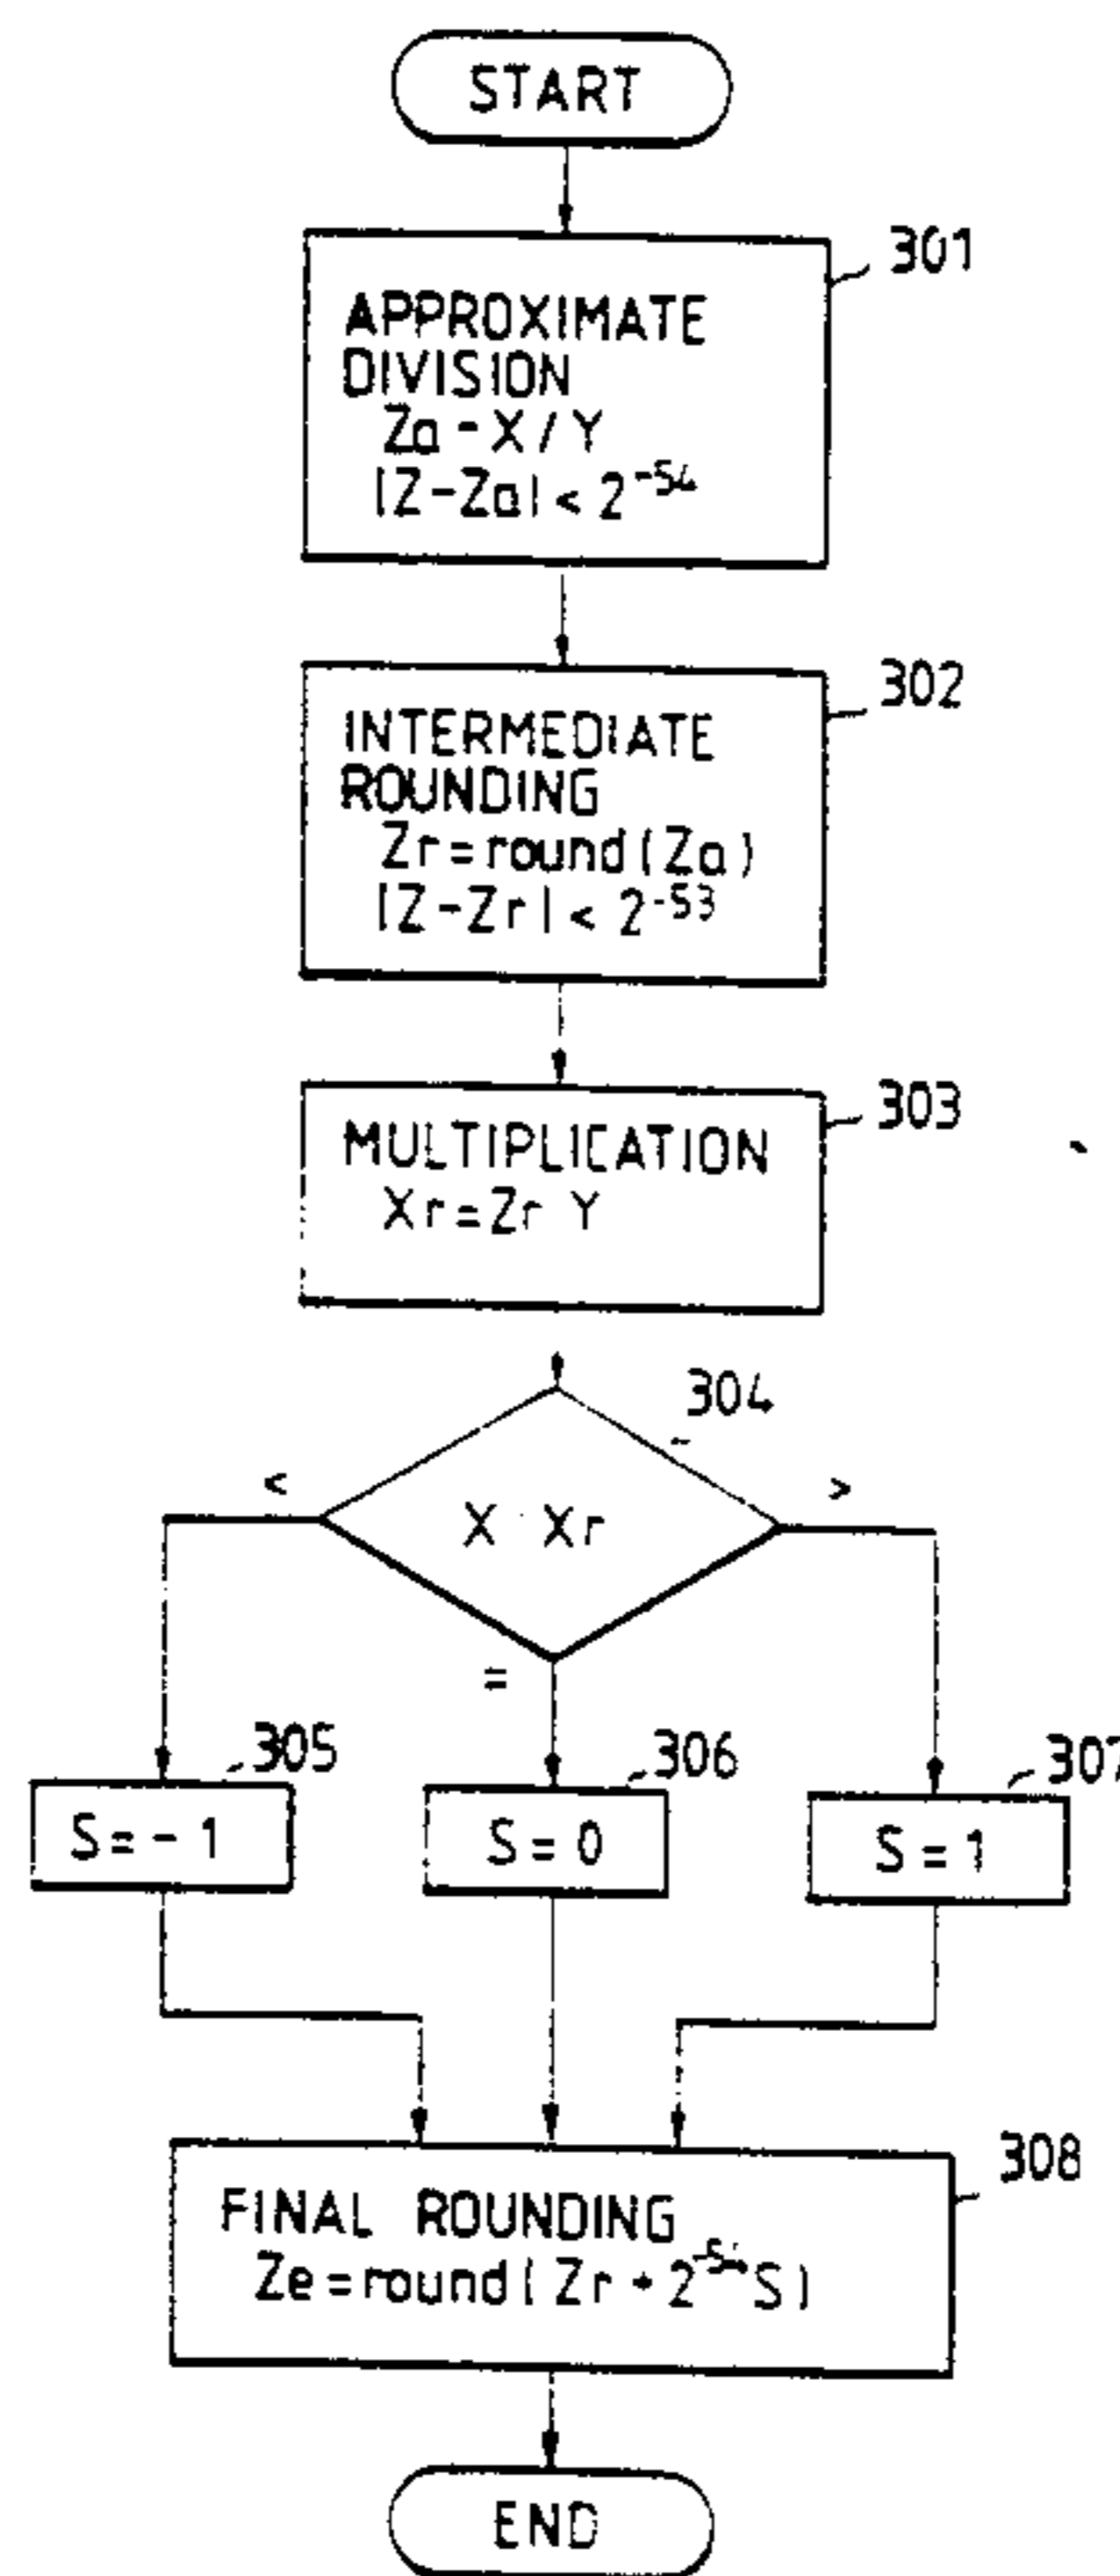 START
301
APPROXIMATE
DIVISION
Za = X / Y
|Z-Za| < 2^-54
302
INTERMEDIATE
ROUNDING
Zr = round (Za)
|Z-Zr| < 2^-53
303
MULTIPLICATION
Xr = Zr Y
304
<
X : Xr
>
=
305
S = - 1
306
S = 0
307
S = 1
308
FINAL ROUNDING
Ze = round ( Zr + 2^-54 S )
END